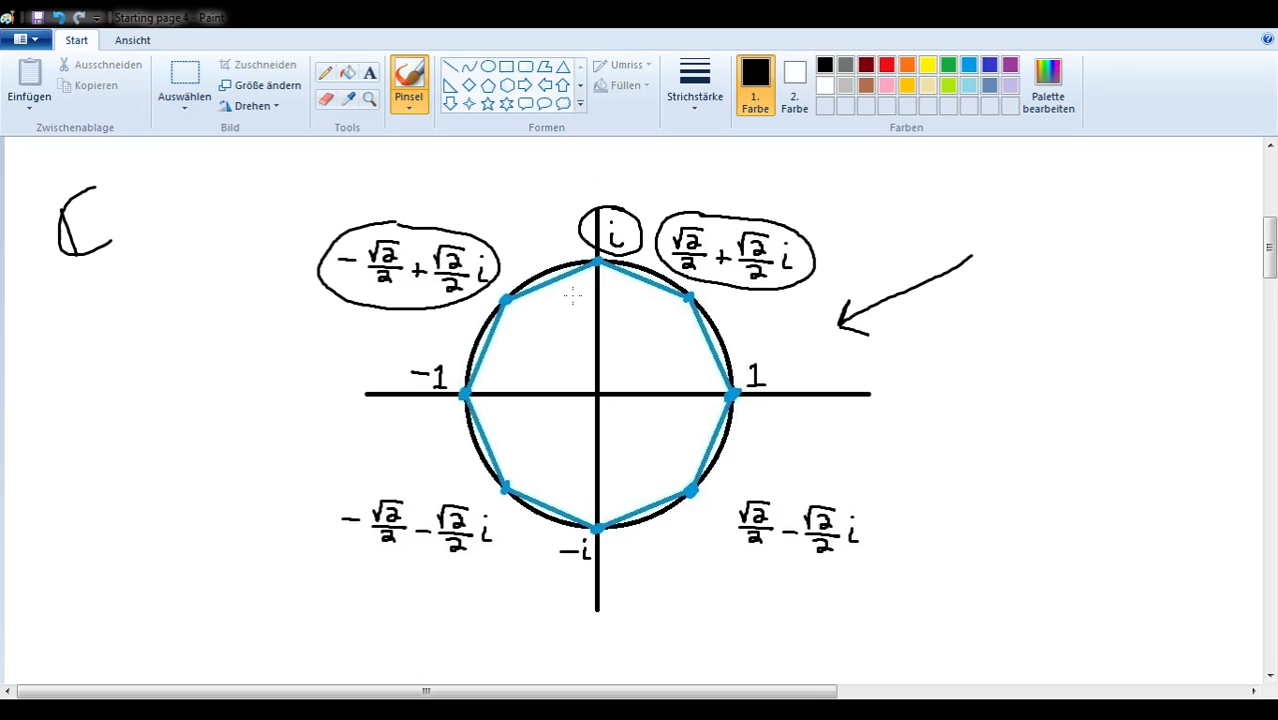 Starting page 4 - Paint
Start
Ansicht
Einfügen
Ausschneiden
Kopieren
Zwischenablage
Auswählen
Zuschneiden
Größe ändern
Drehen
Bild
A
Tools
Pinsel
Umriss
Füllen
Formen
Strichstärke
1. Farbe
2. Farbe
Palette bearbeiten
Farben
ℂ
i
-√2/2 + √2/2 i
√2/2 + √2/2 i
-1
1
-√2/2 - √2/2 i
-i
√2/2 - √2/2 i